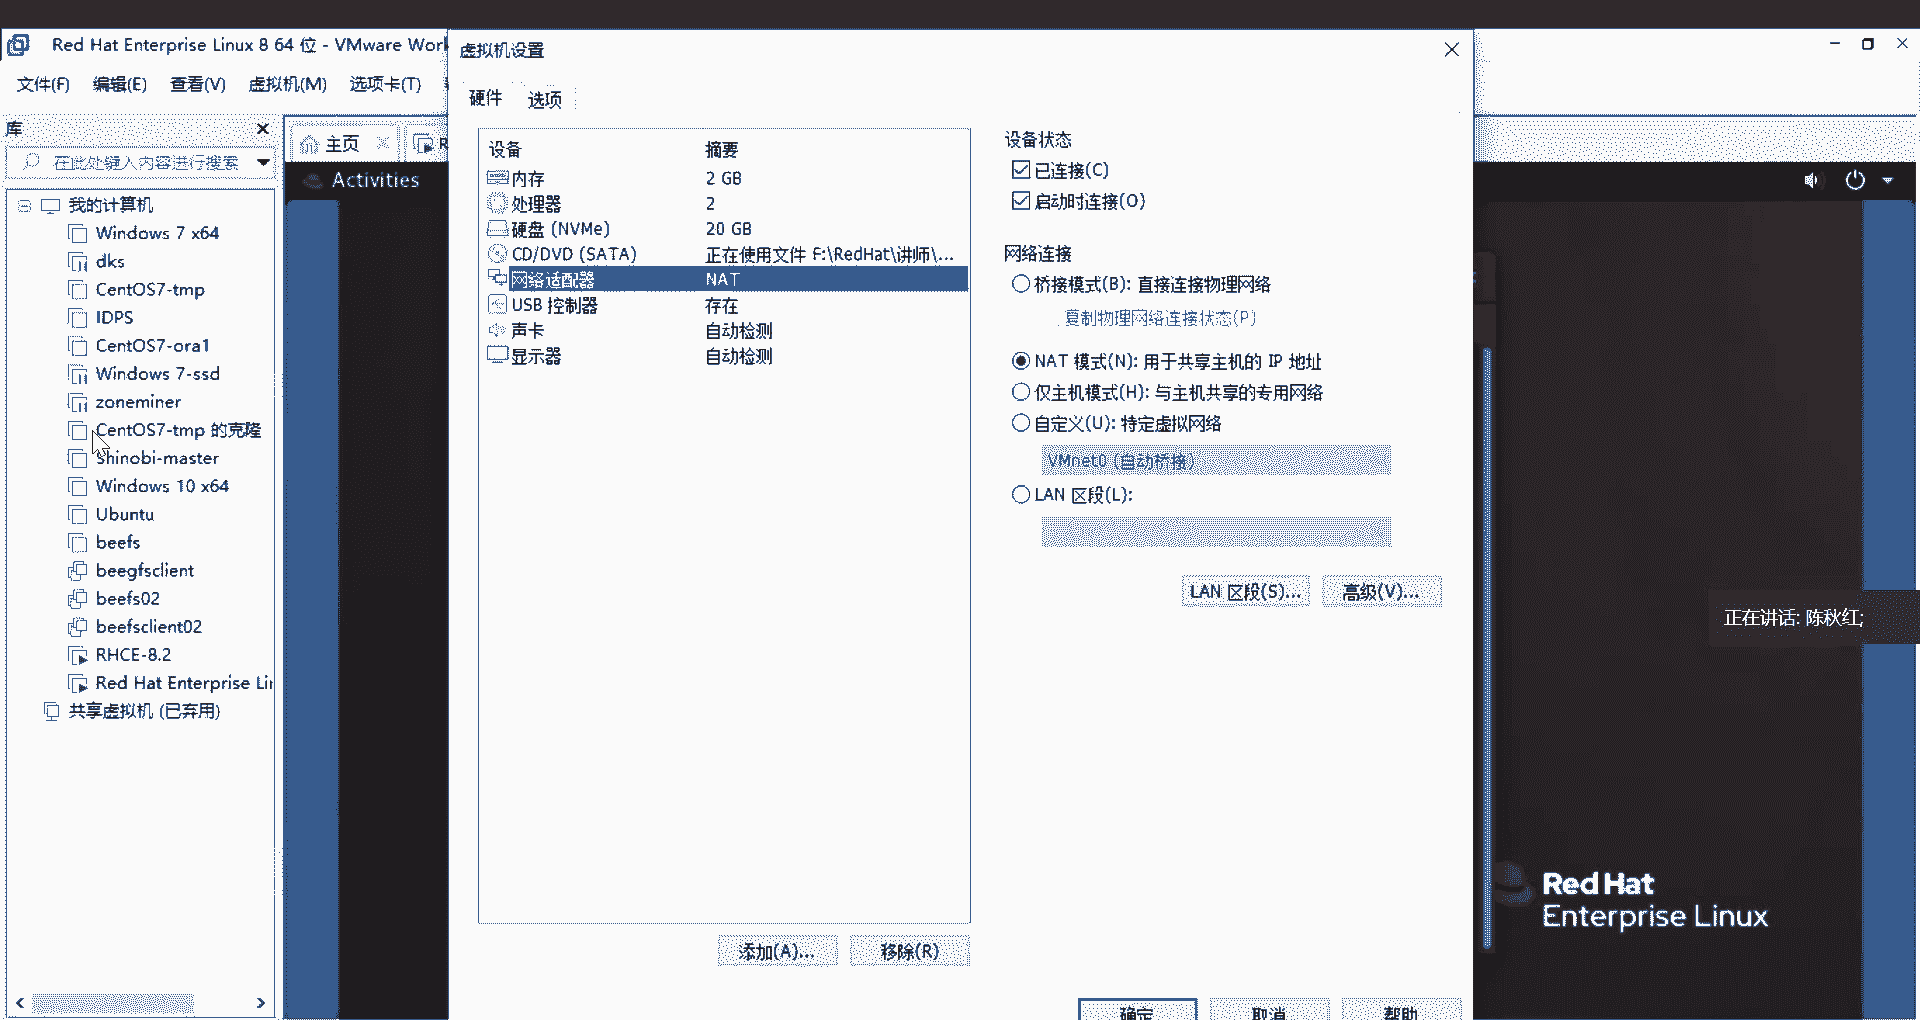 Red Hat Enterprise Linux 8 64 位 - VMware Work
文件(F) 编辑(E) 查看(V) 虚拟机(M) 选项卡(T)
库
在此处键入内容进行搜索
我的计算机
Windows 7 x64
dks
CentOS7-tmp
IDPS
CentOS7-ora1
Windows 7-ssd
zoneminer
CentOS7-tmp 的克隆
shinobi-master
Windows 10 x64
Ubuntu
beefs
beegfsclient
beefs02
beefsclient02
RHCE-8.2
Red Hat Enterprise Lin
共享虚拟机 (已弃用)
主页
R
Activities
虚拟机设置
硬件 选项
设备 摘要
内存 2 GB
处理器 2
硬盘 (NVMe) 20 GB
CD/DVD (SATA) 正在使用文件 F:\RedHat\讲师\...
网络适配器 NAT
USB 控制器 存在
声卡 自动检测
显示器 自动检测
添加(A)... 移除(R)
设备状态
已连接(C)
启动时连接(O)
网络连接
桥接模式(B): 直接连接物理网络
复制物理网络连接状态(P)
NAT 模式(N): 用于共享主机的 IP 地址
仅主机模式(H): 与主机共享的专用网络
自定义(U): 特定虚拟网络
VMnet0 (自动桥接)
LAN 区段(L):
LAN 区段(S)... 高级(V)...
确定 取消 帮助
正在讲话: 陈秋红;
Red Hat
Enterprise Linux